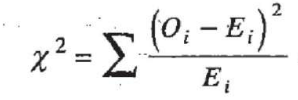 χ² = ∑ (Oᵢ − Eᵢ)² / Eᵢ